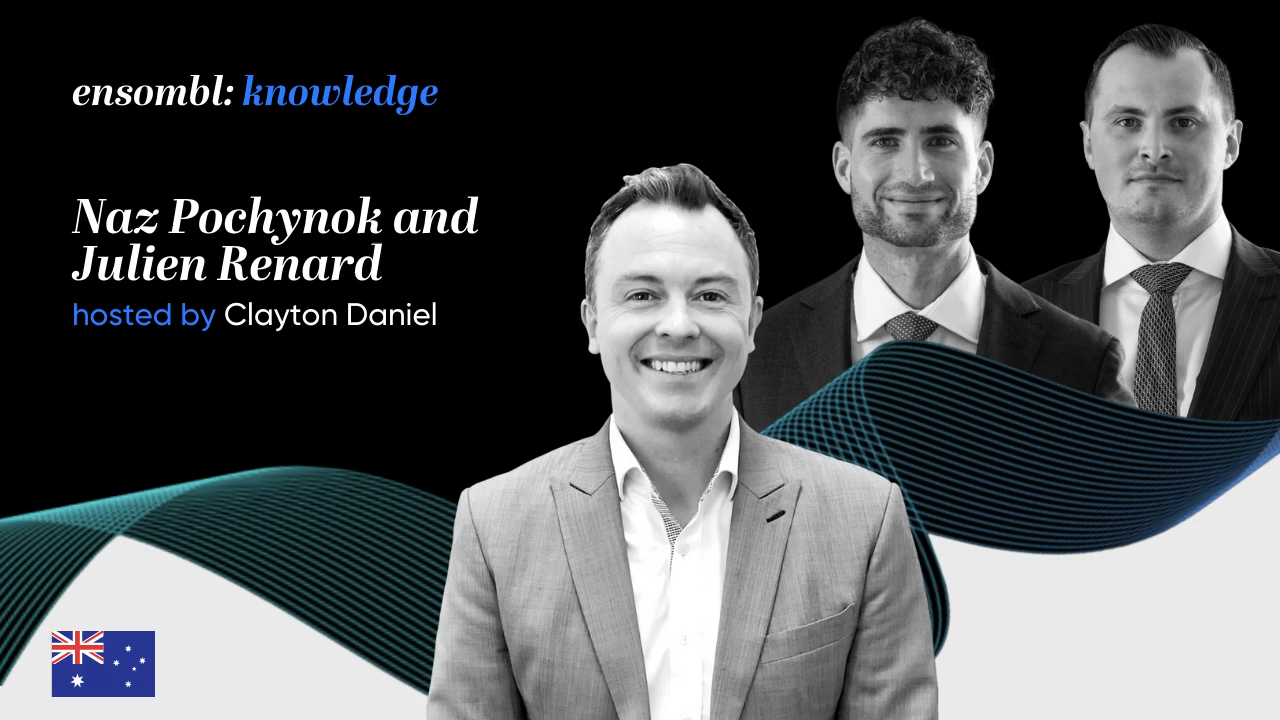 ensombl: knowledge
Naz Pochynok and
Julien Renard
hosted by Clayton Daniel